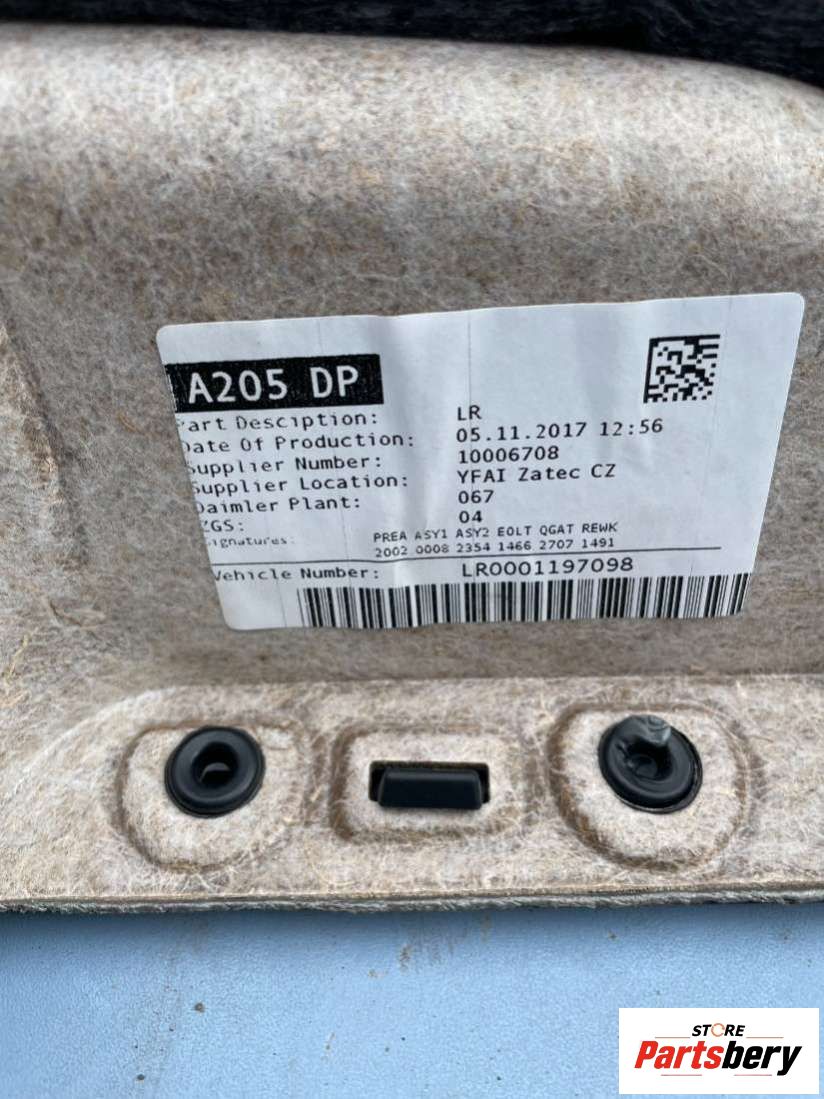 A205 DP
Part Desciption: LR
Date Of Production: 05.11.2017 12:56
Supplier Number: 10006708
Supplier Location: YFAI Zatec CZ
Daimler Plant: 067
ZGS: 04
Signatures: PREA ASY1 ASY2 EOLT QGAT REWK
2002 0008 2354 1466 2707 1491
Vehicle Number: LR0001197098
STORE
Partsbery